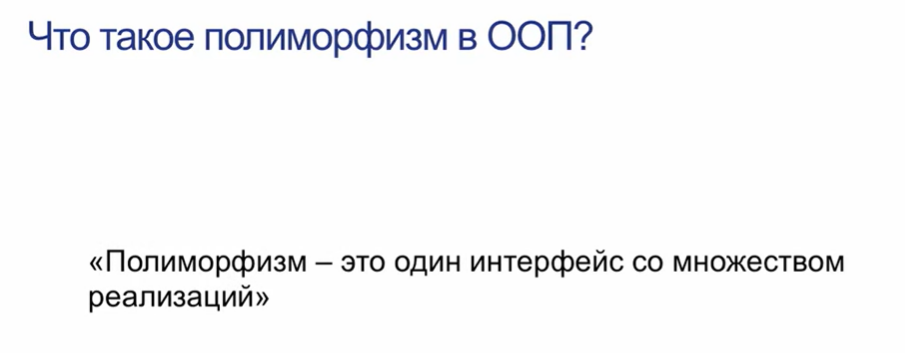 Что такое полиморфизм в ООП?
«Полиморфизм – это один интерфейс со множеством
реализаций»